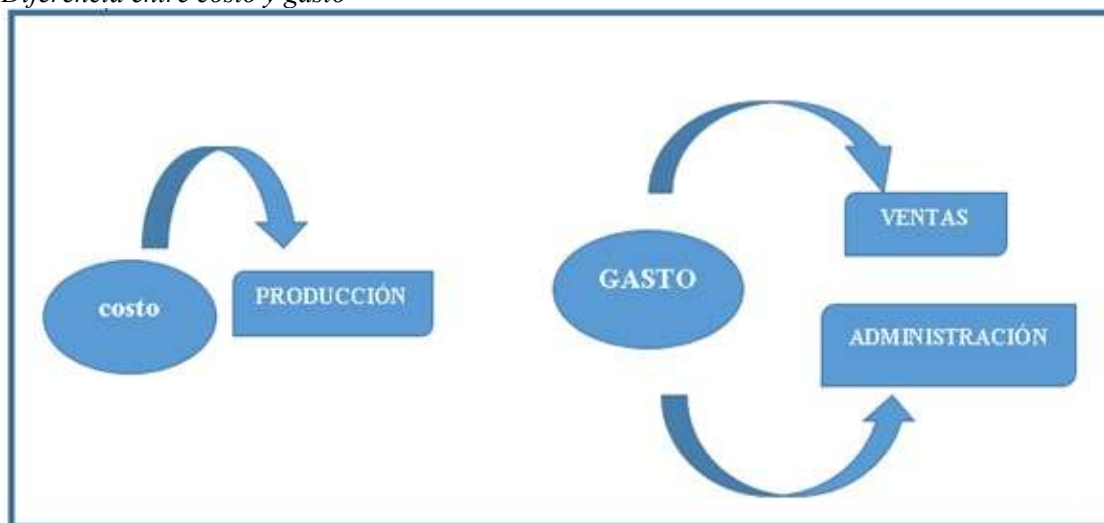 Diferencia entre costo y gasto
costo
PRODUCCIÓN
GASTO
VENTAS
ADMINISTRACIÓN